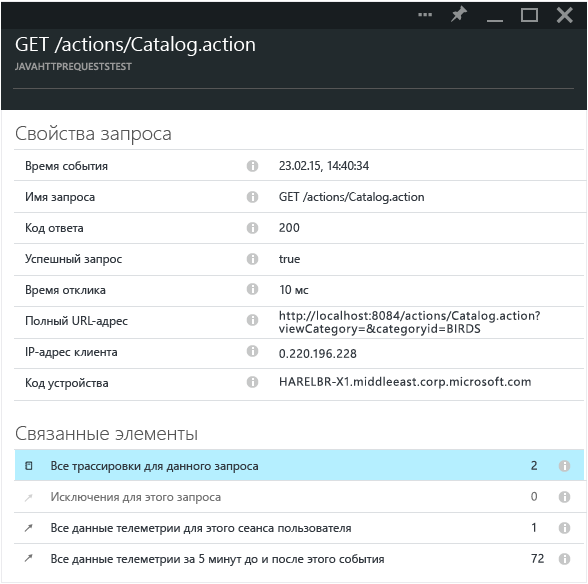 GET /actions/Catalog.action
JAVAHTTPREQUESTSTEST
Свойства запроса
Время события 23.02.15, 14:40:34
Имя запроса GET /actions/Catalog.action
Код ответа 200
Успешный запрос true
Время отклика 10 мс
Полный URL-адрес http://localhost:8084/actions/Catalog.action?
viewCategory=&categoryid=BIRDS
IP-адрес клиента 0.220.196.228
Код устройства HARELBR-X1.middleeast.corp.microsoft.com
Связанные элементы
Все трассировки для данного запроса 2
Исключения для этого запроса 0
Все данные телеметрии для этого сеанса пользователя 1
Все данные телеметрии за 5 минут до и после этого события 72